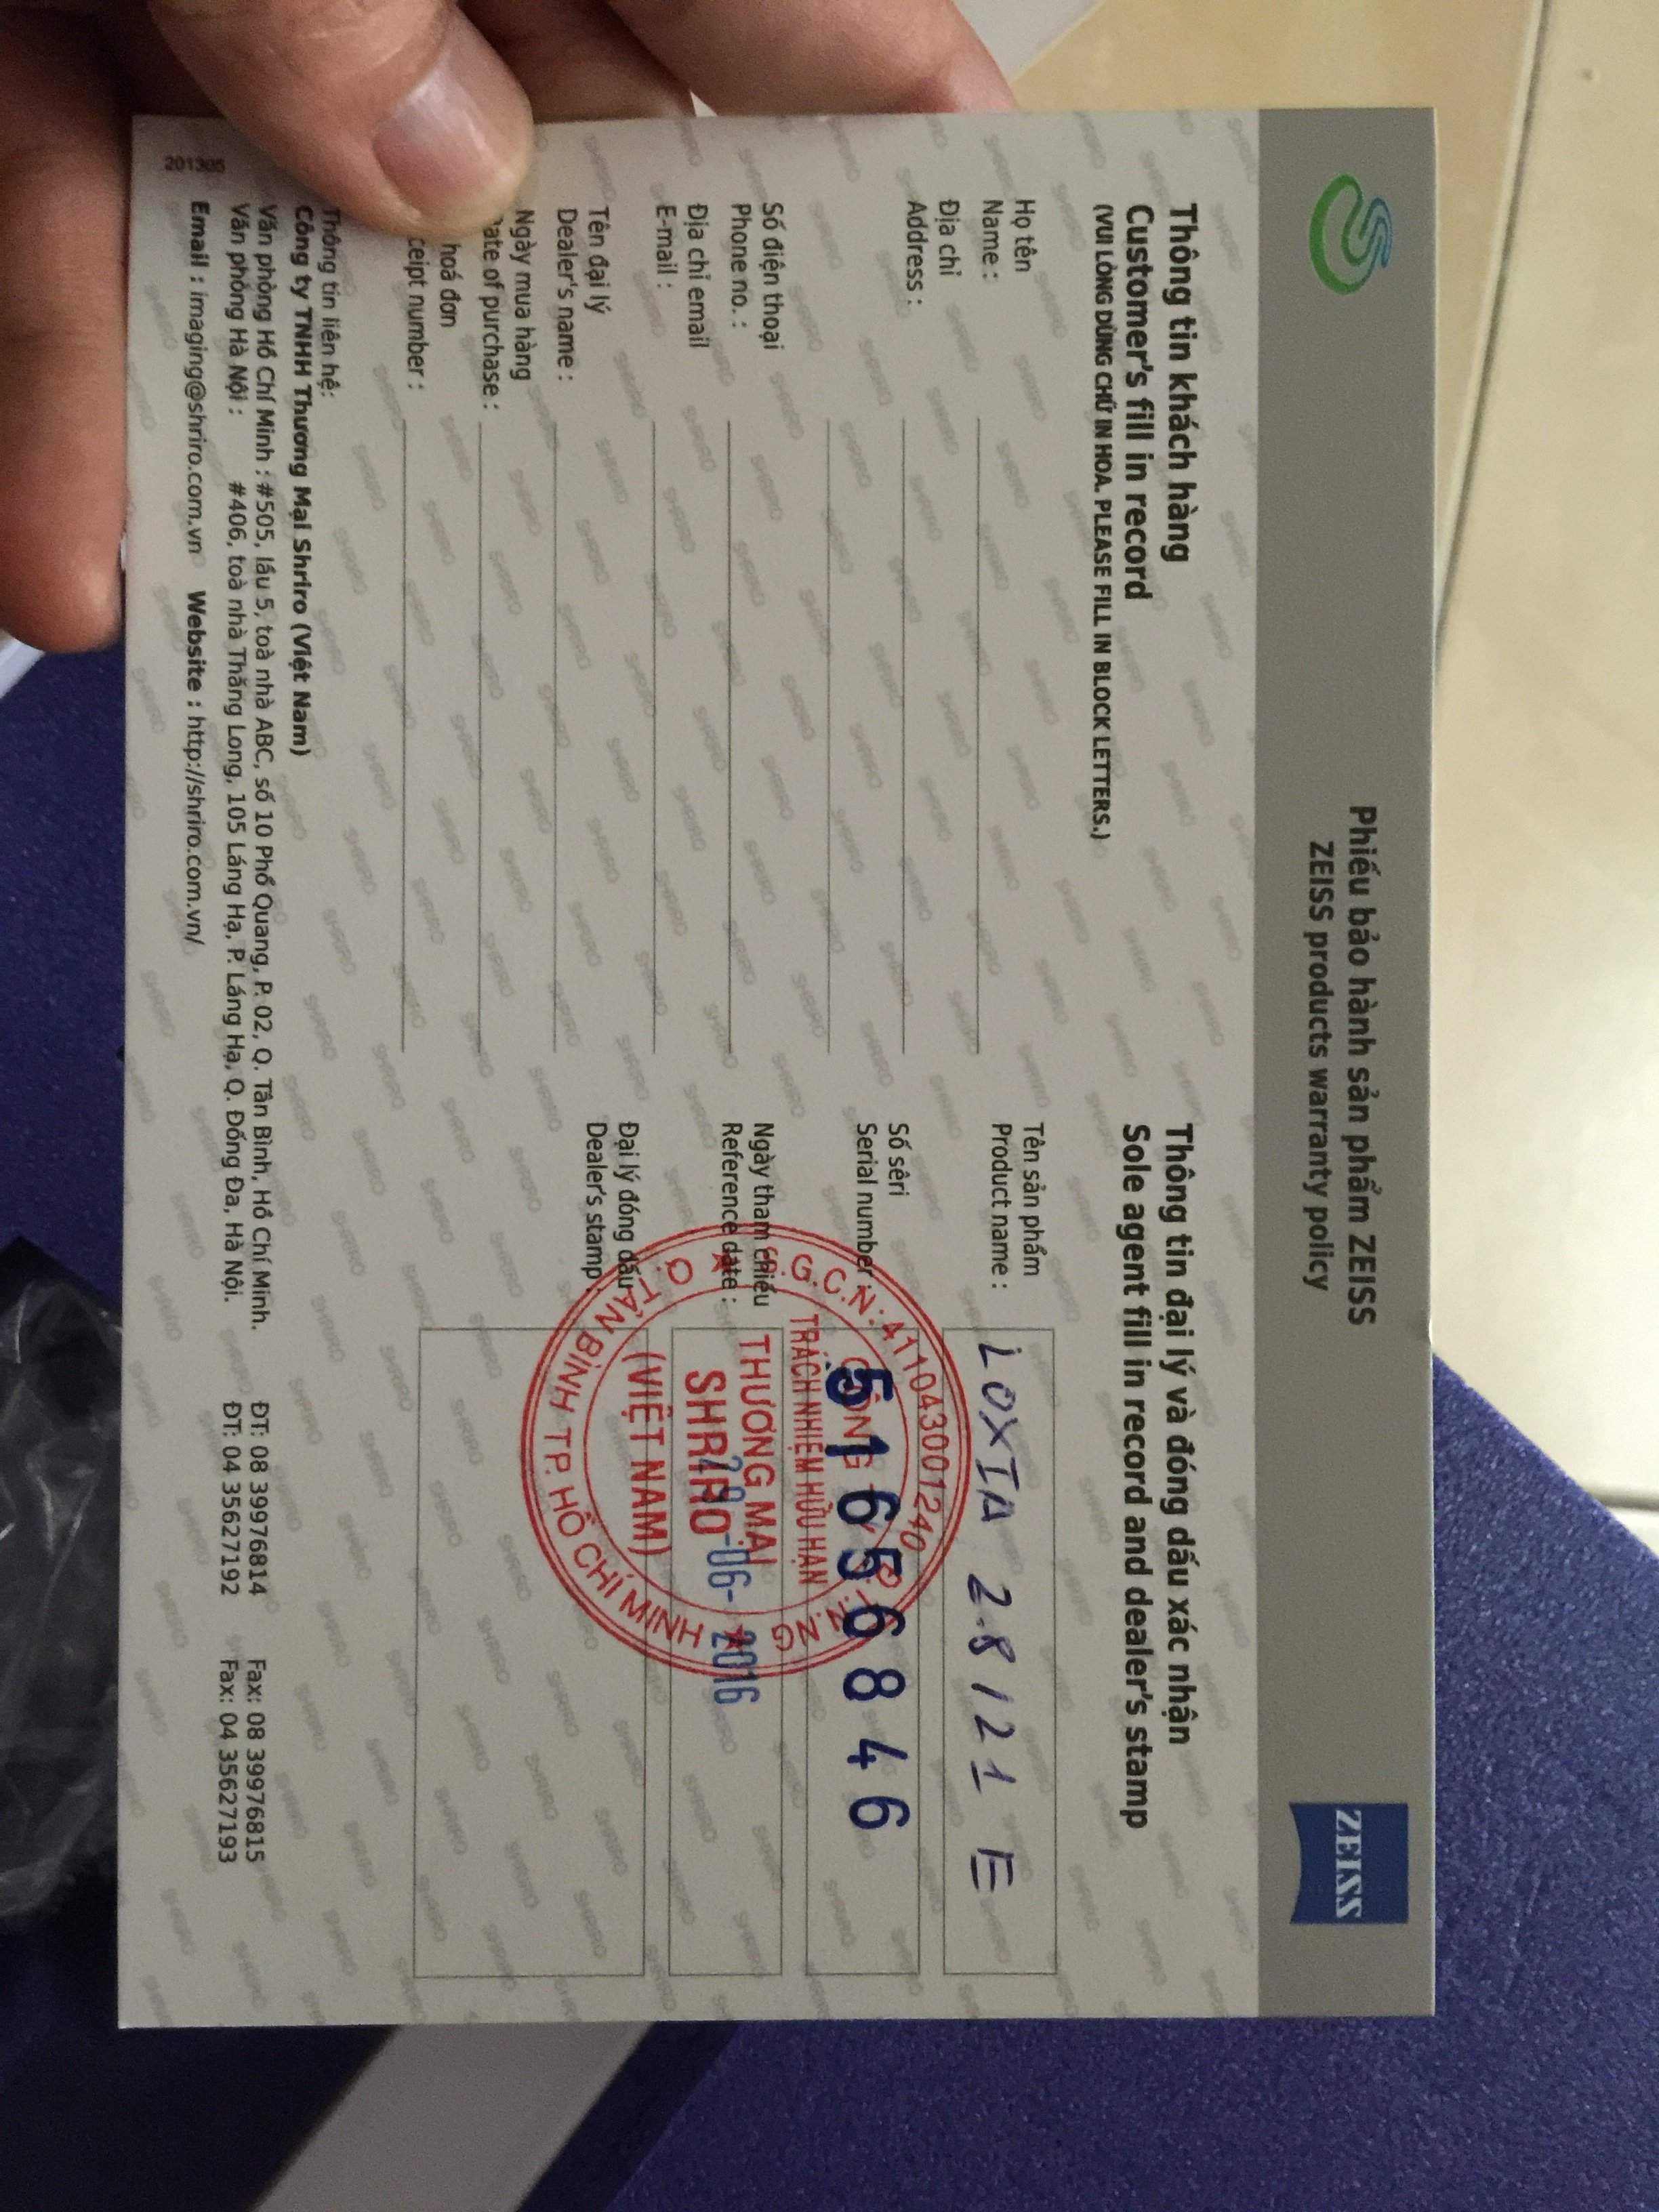 Phiếu bảo hành sản phẩm ZEISS
ZEISS products warranty policy
ZEISS
Thông tin khách hàng
Customer's fill in record
(VUI LÒNG DÙNG CHỮ IN HOA. PLEASE FILL IN BLOCK LETTERS.)
Họ tên
Name :
Địa chỉ
Address :
Số điện thoại
Phone no. :
Địa chỉ email
E-mail :
Tên đại lý
Dealer's name :
Ngày mua hàng
ate of purchase :
hoá đơn
ceipt number :
Thông tin đại lý và đóng dấu xác nhận
Sole agent fill in record and dealer's stamp
Tên sản phẩm
Product name :
LOXIA 2.8/21 E
Số sêri
Serial number :
51656846
Ngày tham chiếu
Reference date :
29-06-2016
Đại lý đóng dấu
Dealer's stamp
G.C.N: 411043001240
CÔNG TY
TRÁCH NHIỆM HỮU HẠN
THƯƠNG MẠI
SHRIRO
(VIỆT NAM)
Q. TÂN BÌNH T.P. HỒ CHÍ MINH
Thông tin liên hệ:
Công ty TNHH Thương Mại Shriro (Việt Nam)
Văn phòng Hồ Chí Minh : #505, lầu 5, toà nhà ABC, số 10 Phổ Quang, P. 02, Q. Tân Bình, Hồ Chí Minh. ĐT: 08 39976814 Fax: 08 39976815
Văn phòng Hà Nội : #406, toà nhà Thăng Long, 105 Láng Hạ, P. Láng Hạ, Q. Đống Đa, Hà Nội. ĐT: 04 35627192 Fax: 04 35627193
Email : imaging@shriro.com.vn Website : http://shriro.com.vn/
201305